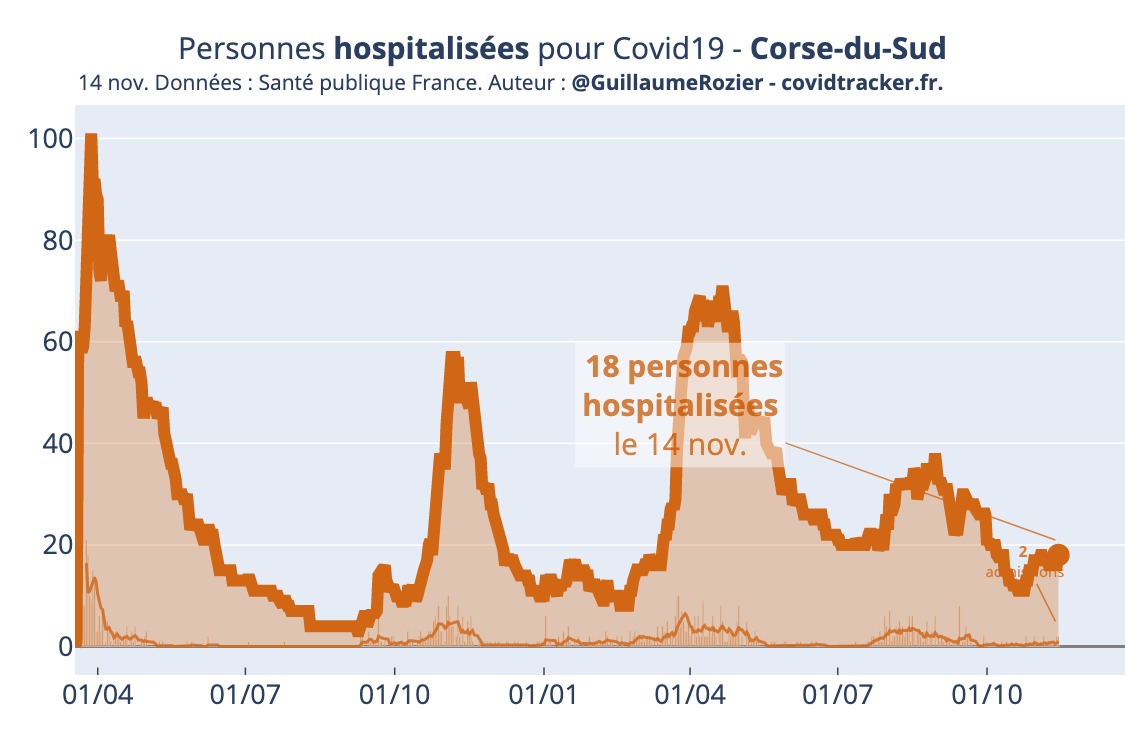 Personnes hospitalisées pour Covid19 - Corse-du-Sud
14 nov. Données : Santé publique France. Auteur : @GuillaumeRozier - covidtracker.fr.
100
80
60
40
20
0
18 personnes
hospitalisées
le 14 nov.
2
admissions
01/04 01/07 01/10 01/01 01/04 01/07 01/10